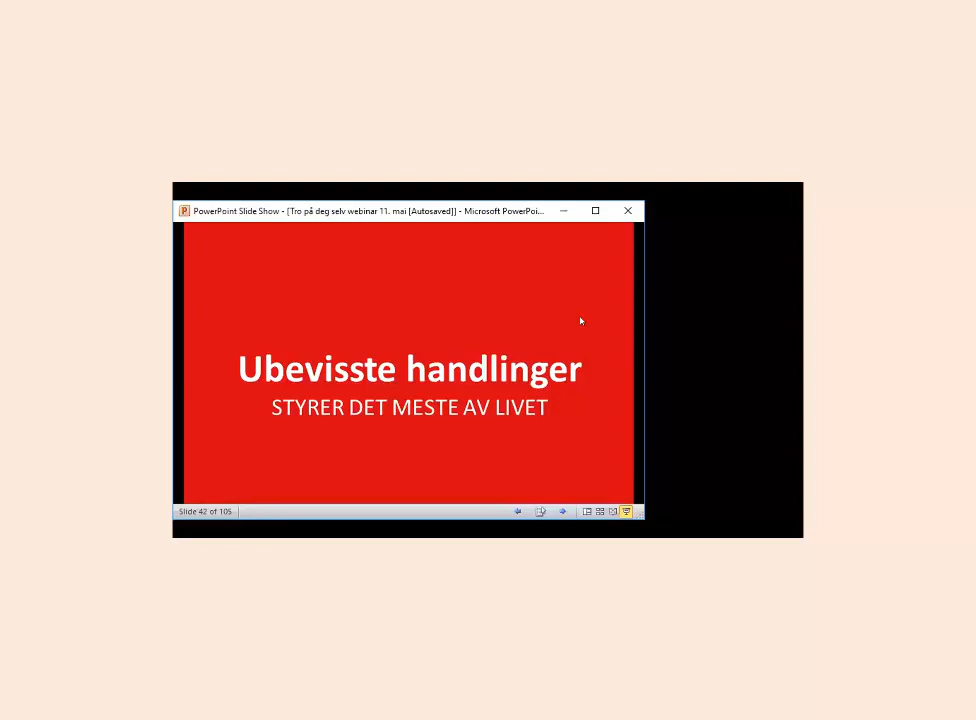 PowerPoint Slide Show - [Tro på deg selv webinar 11. mai [Autosaved]] - Microsoft PowerPoi...
Ubevisste handlinger
STYRER DET MESTE AV LIVET
Slide 42 of 105